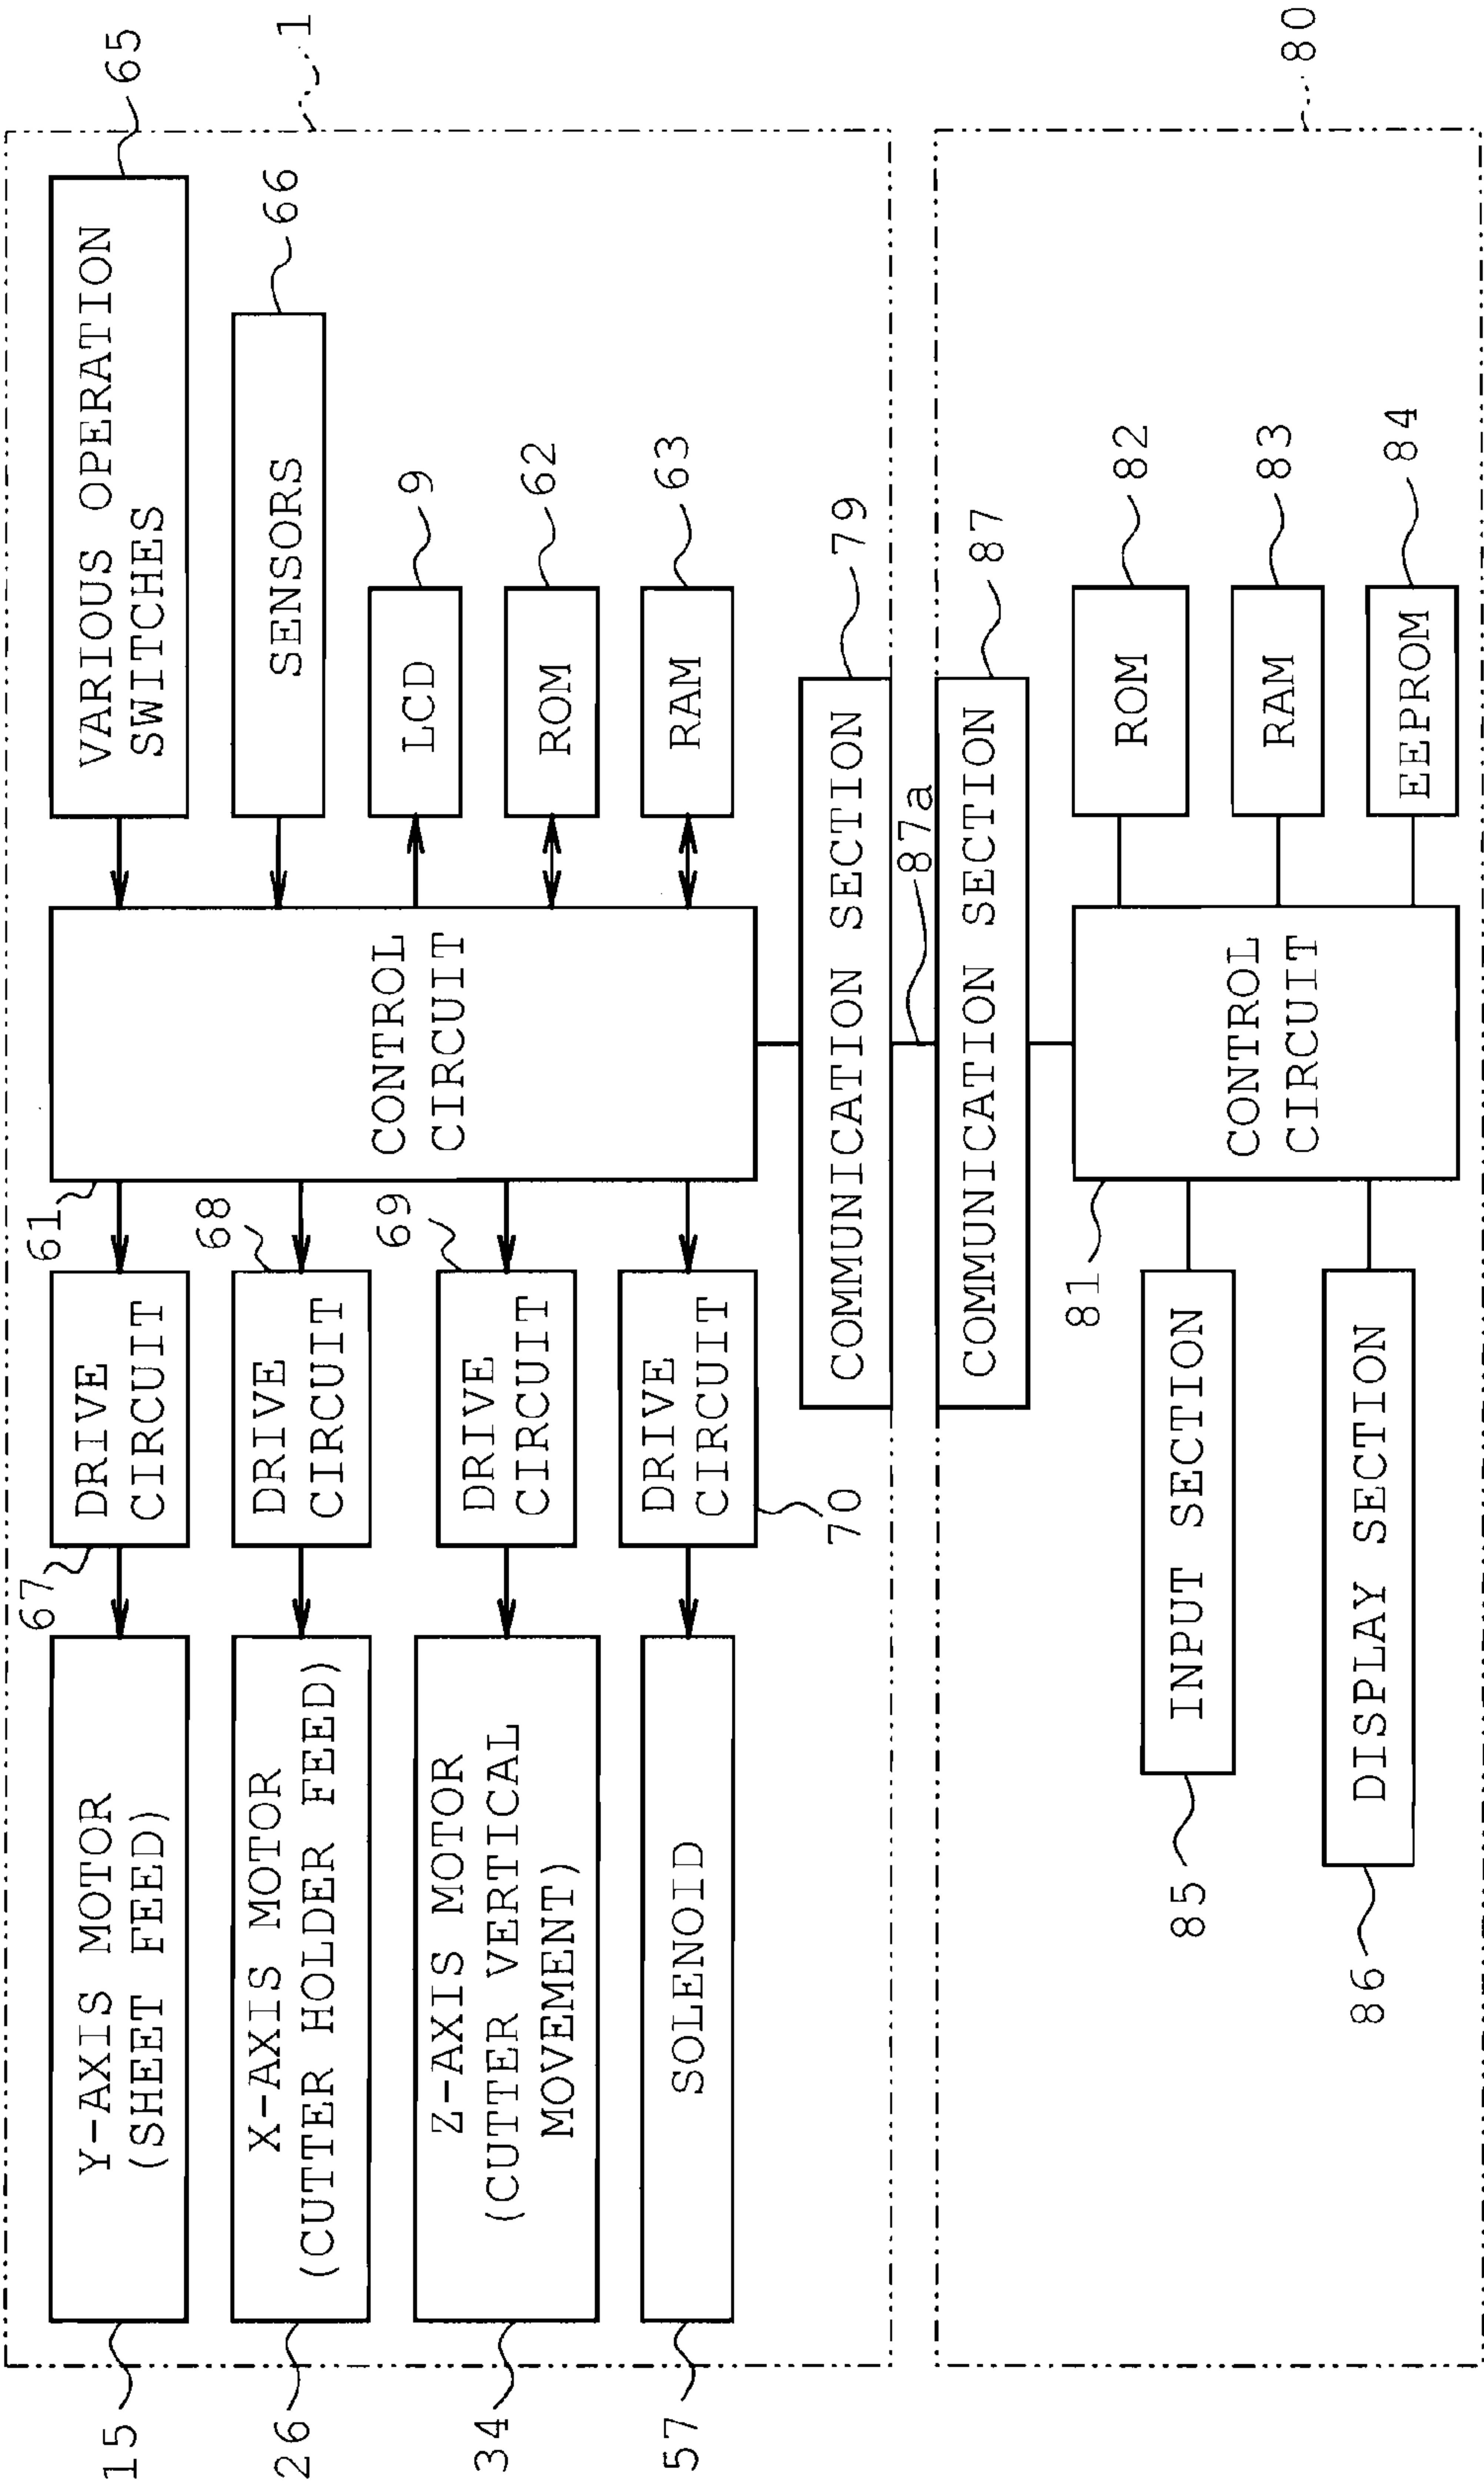 1
VARIOUS OPERATION
SWITCHES
65
SENSORS
66
LCD
9
ROM
62
RAM
63
CONTROL
CIRCUIT
61
DRIVE
CIRCUIT
67
DRIVE
CIRCUIT
68
DRIVE
CIRCUIT
69
DRIVE
CIRCUIT
70
Y-AXIS MOTOR
(SHEET FEED)
15
X-AXIS MOTOR
(CUTTER HOLDER FEED)
26
Z-AXIS MOTOR
(CUTTER VERTICAL
MOVEMENT)
34
SOLENOID
57
COMMUNICATION SECTION
79
87a
COMMUNICATION SECTION
87
80
CONTROL
CIRCUIT
81
ROM
82
RAM
83
EEPROM
84
INPUT SECTION
85
DISPLAY SECTION
86